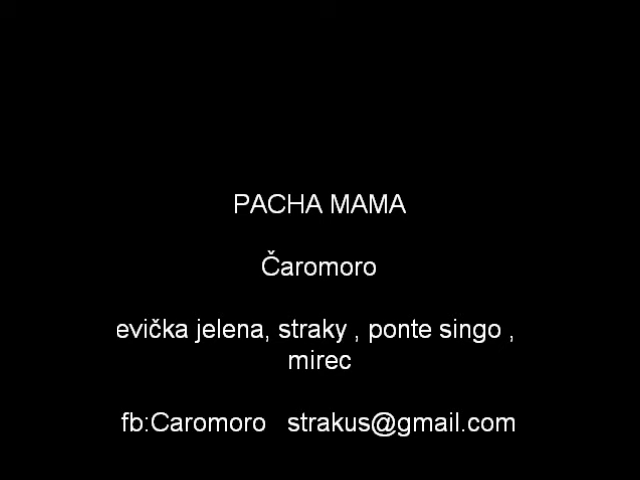 PACHA MAMA
Čaromoro
evička jelena, straky , ponte singo ,
mirec
fb:Caromoro strakus@gmail.com